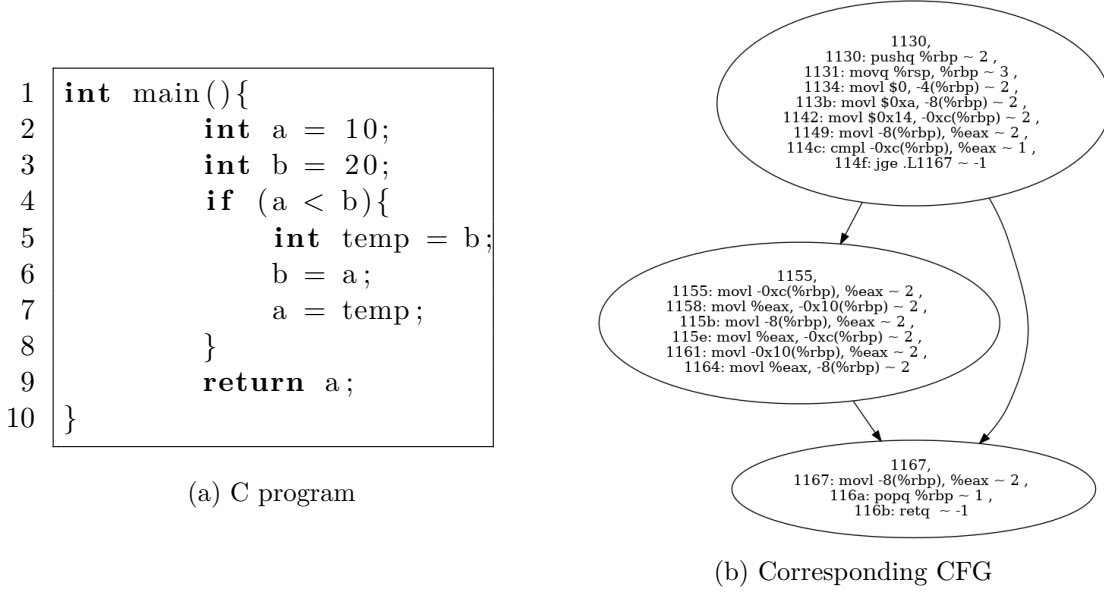 1 int main(){
2 int a = 10;
3 int b = 20;
4 if (a < b){
5 int temp = b;
6 b = a;
7 a = temp;
8 }
9 return a;
10 }
(a) C program
1130,
1130: pushq %rbp ~ 2 ,
1131: movq %rsp, %rbp ~ 3 ,
1134: movl $0, -4(%rbp) ~ 2 ,
113b: movl $0xa, -8(%rbp) ~ 2 ,
1142: movl $0x14, -0xc(%rbp) ~ 2 ,
1149: movl -8(%rbp), %eax ~ 2 ,
114c: cmpl -0xc(%rbp), %eax ~ 1 ,
114f: jge .L1167 ~ -1
1155,
1155: movl -0xc(%rbp), %eax ~ 2 ,
1158: movl %eax, -0x10(%rbp) ~ 2 ,
115b: movl -8(%rbp), %eax ~ 2 ,
115e: movl %eax, -0xc(%rbp) ~ 2 ,
1161: movl -0x10(%rbp), %eax ~ 2 ,
1164: movl %eax, -8(%rbp) ~ 2
1167,
1167: movl -8(%rbp), %eax ~ 2 ,
116a: popq %rbp ~ 1 ,
116b: retq ~ -1
(b) Corresponding CFG